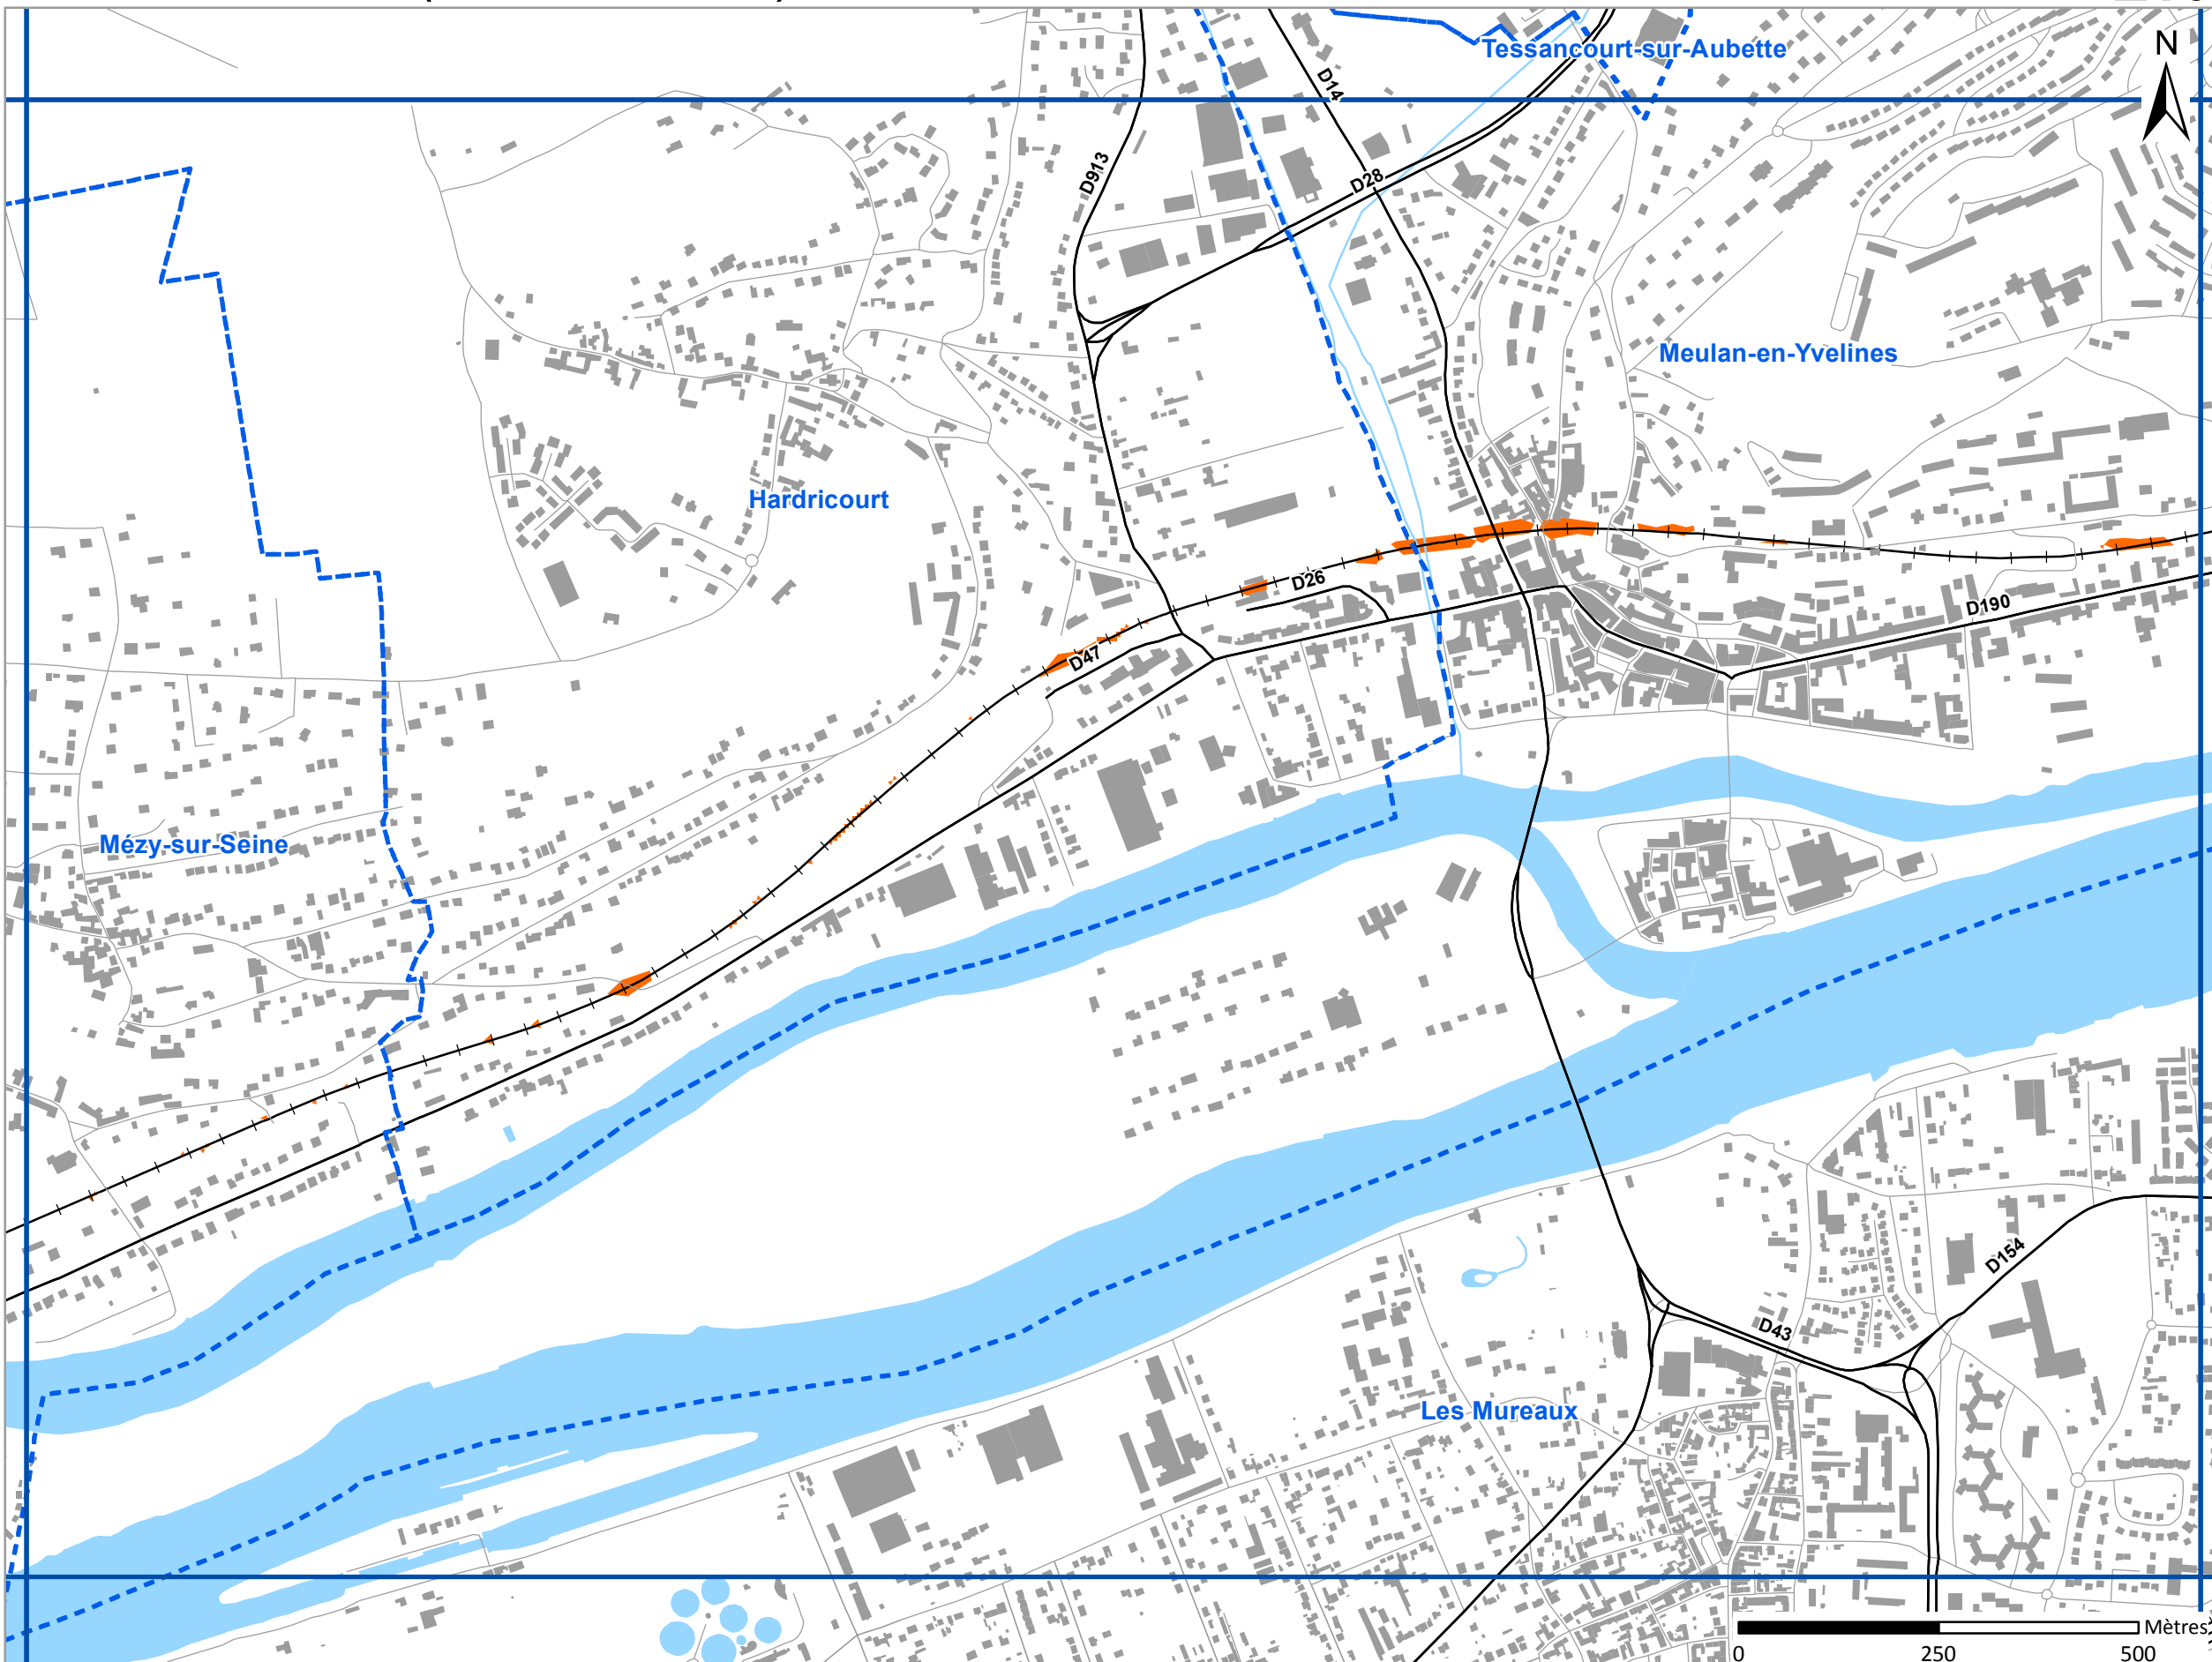 Tessancourt-sur-Aubette
N
D14
D913
D28
Meulan-en-Yvelines
Hardricourt
D26
D190
D47
Mézy-sur-Seine
D154
D43
Les Mureaux
Mètres
0 250 500